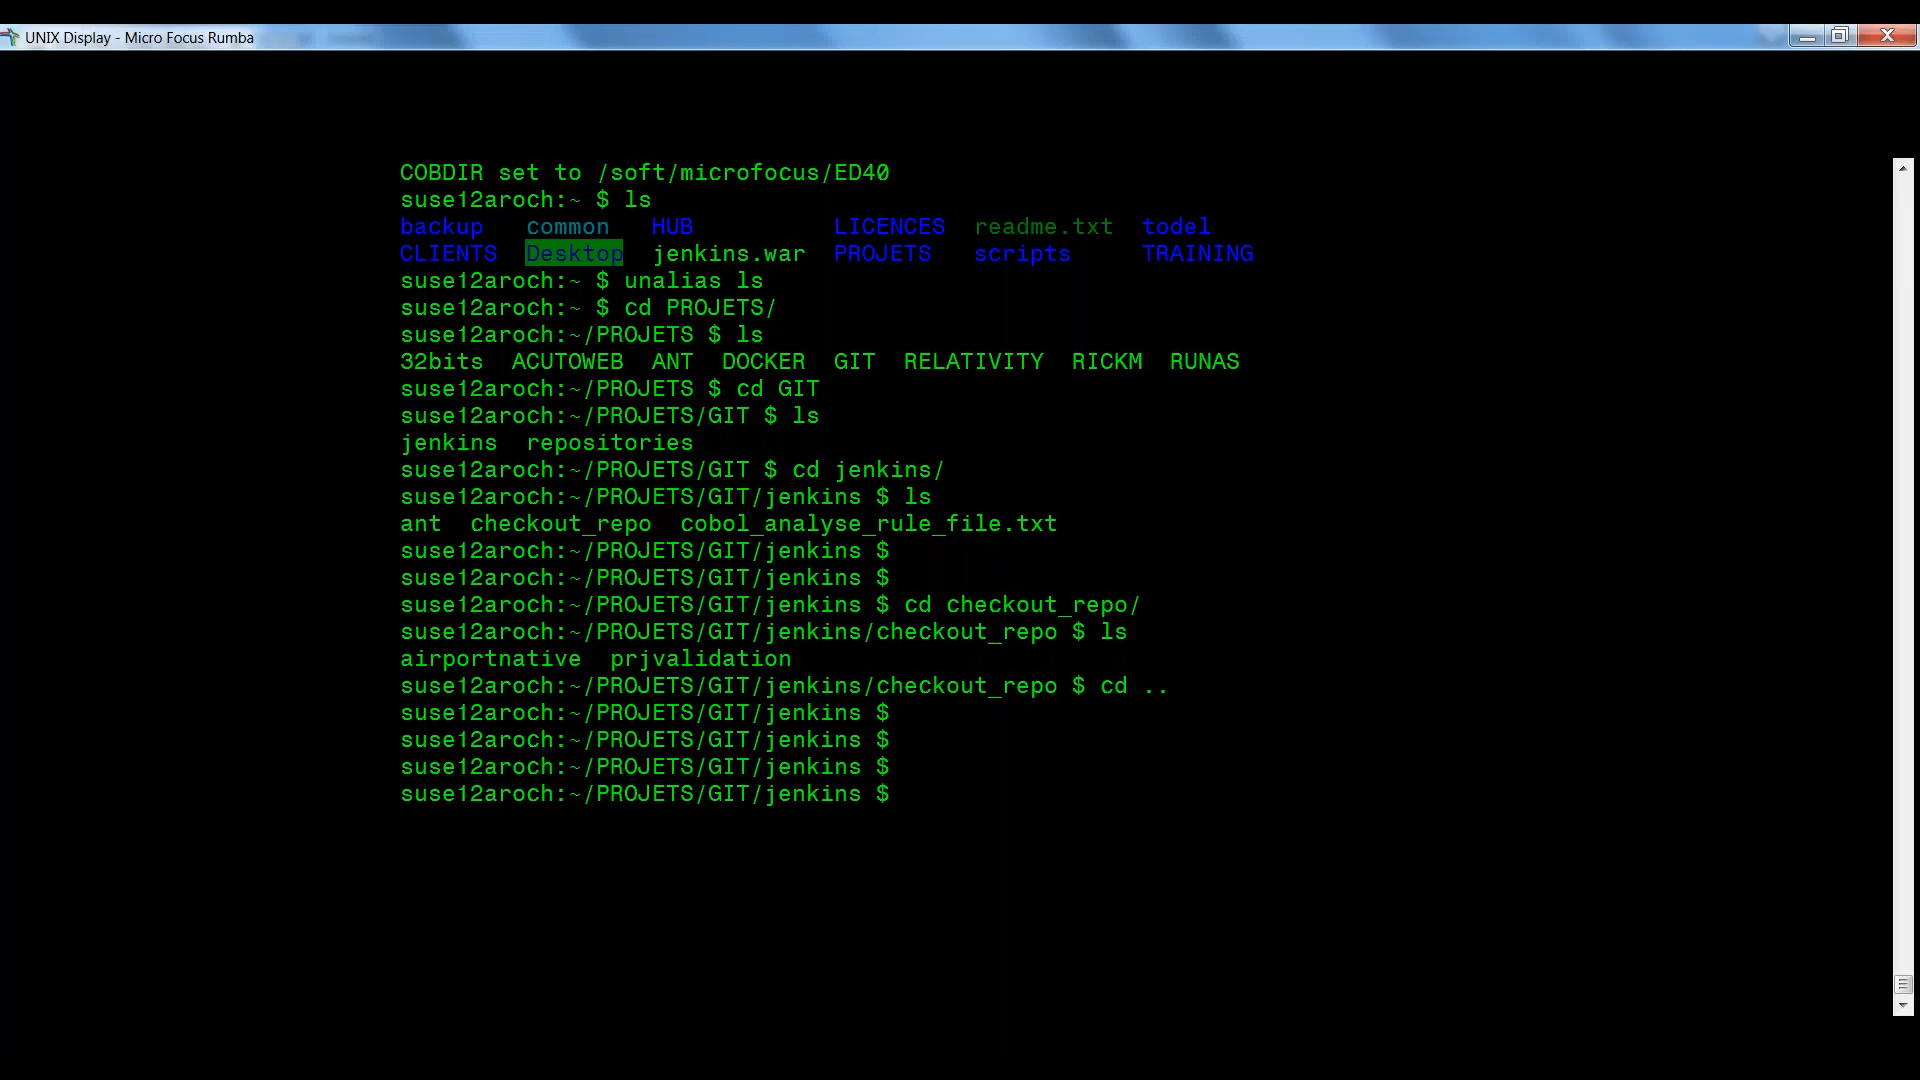 UNIX Display - Micro Focus Rumba
COBDIR set to /soft/microfocus/ED40
suse12aroch:~ $ ls
backup   common   HUB          LICENCES  readme.txt  todel
CLIENTS  Desktop  jenkins.war  PROJETS   scripts     TRAINING
suse12aroch:~ $ unalias ls
suse12aroch:~ $ cd PROJETS/
suse12aroch:~/PROJETS $ ls
32bits  ACUTOWEB  ANT  DOCKER  GIT  RELATIVITY  RICKM  RUNAS
suse12aroch:~/PROJETS $ cd GIT
suse12aroch:~/PROJETS/GIT $ ls
jenkins  repositories
suse12aroch:~/PROJETS/GIT $ cd jenkins/
suse12aroch:~/PROJETS/GIT/jenkins $ ls
ant  checkout_repo  cobol_analyse_rule_file.txt
suse12aroch:~/PROJETS/GIT/jenkins $
suse12aroch:~/PROJETS/GIT/jenkins $
suse12aroch:~/PROJETS/GIT/jenkins $ cd checkout_repo/
suse12aroch:~/PROJETS/GIT/jenkins/checkout_repo $ ls
airportnative  prjvalidation
suse12aroch:~/PROJETS/GIT/jenkins/checkout_repo $ cd ..
suse12aroch:~/PROJETS/GIT/jenkins $
suse12aroch:~/PROJETS/GIT/jenkins $
suse12aroch:~/PROJETS/GIT/jenkins $
suse12aroch:~/PROJETS/GIT/jenkins $